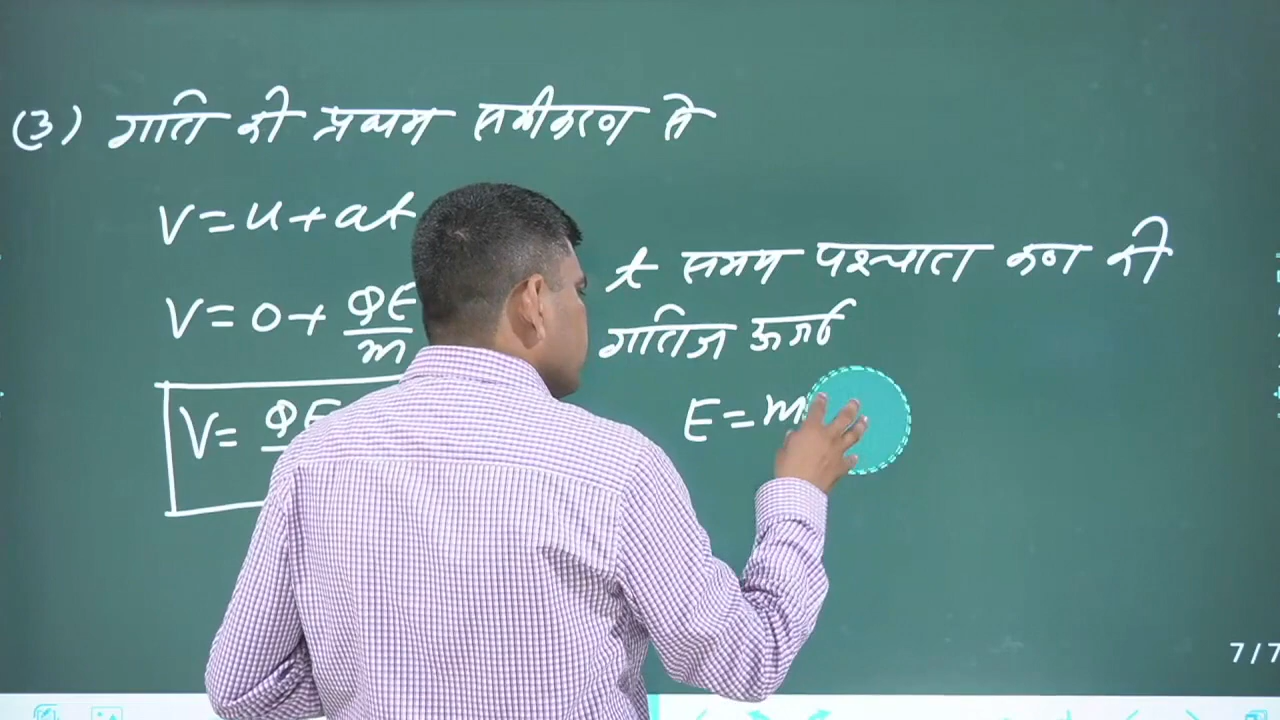 (3) गति की प्रथम समीकरण से
V = u + at
V = 0 + QE/m
V = QE
t समय पश्चात कण की
गतिज ऊर्जा
E = m
7/7